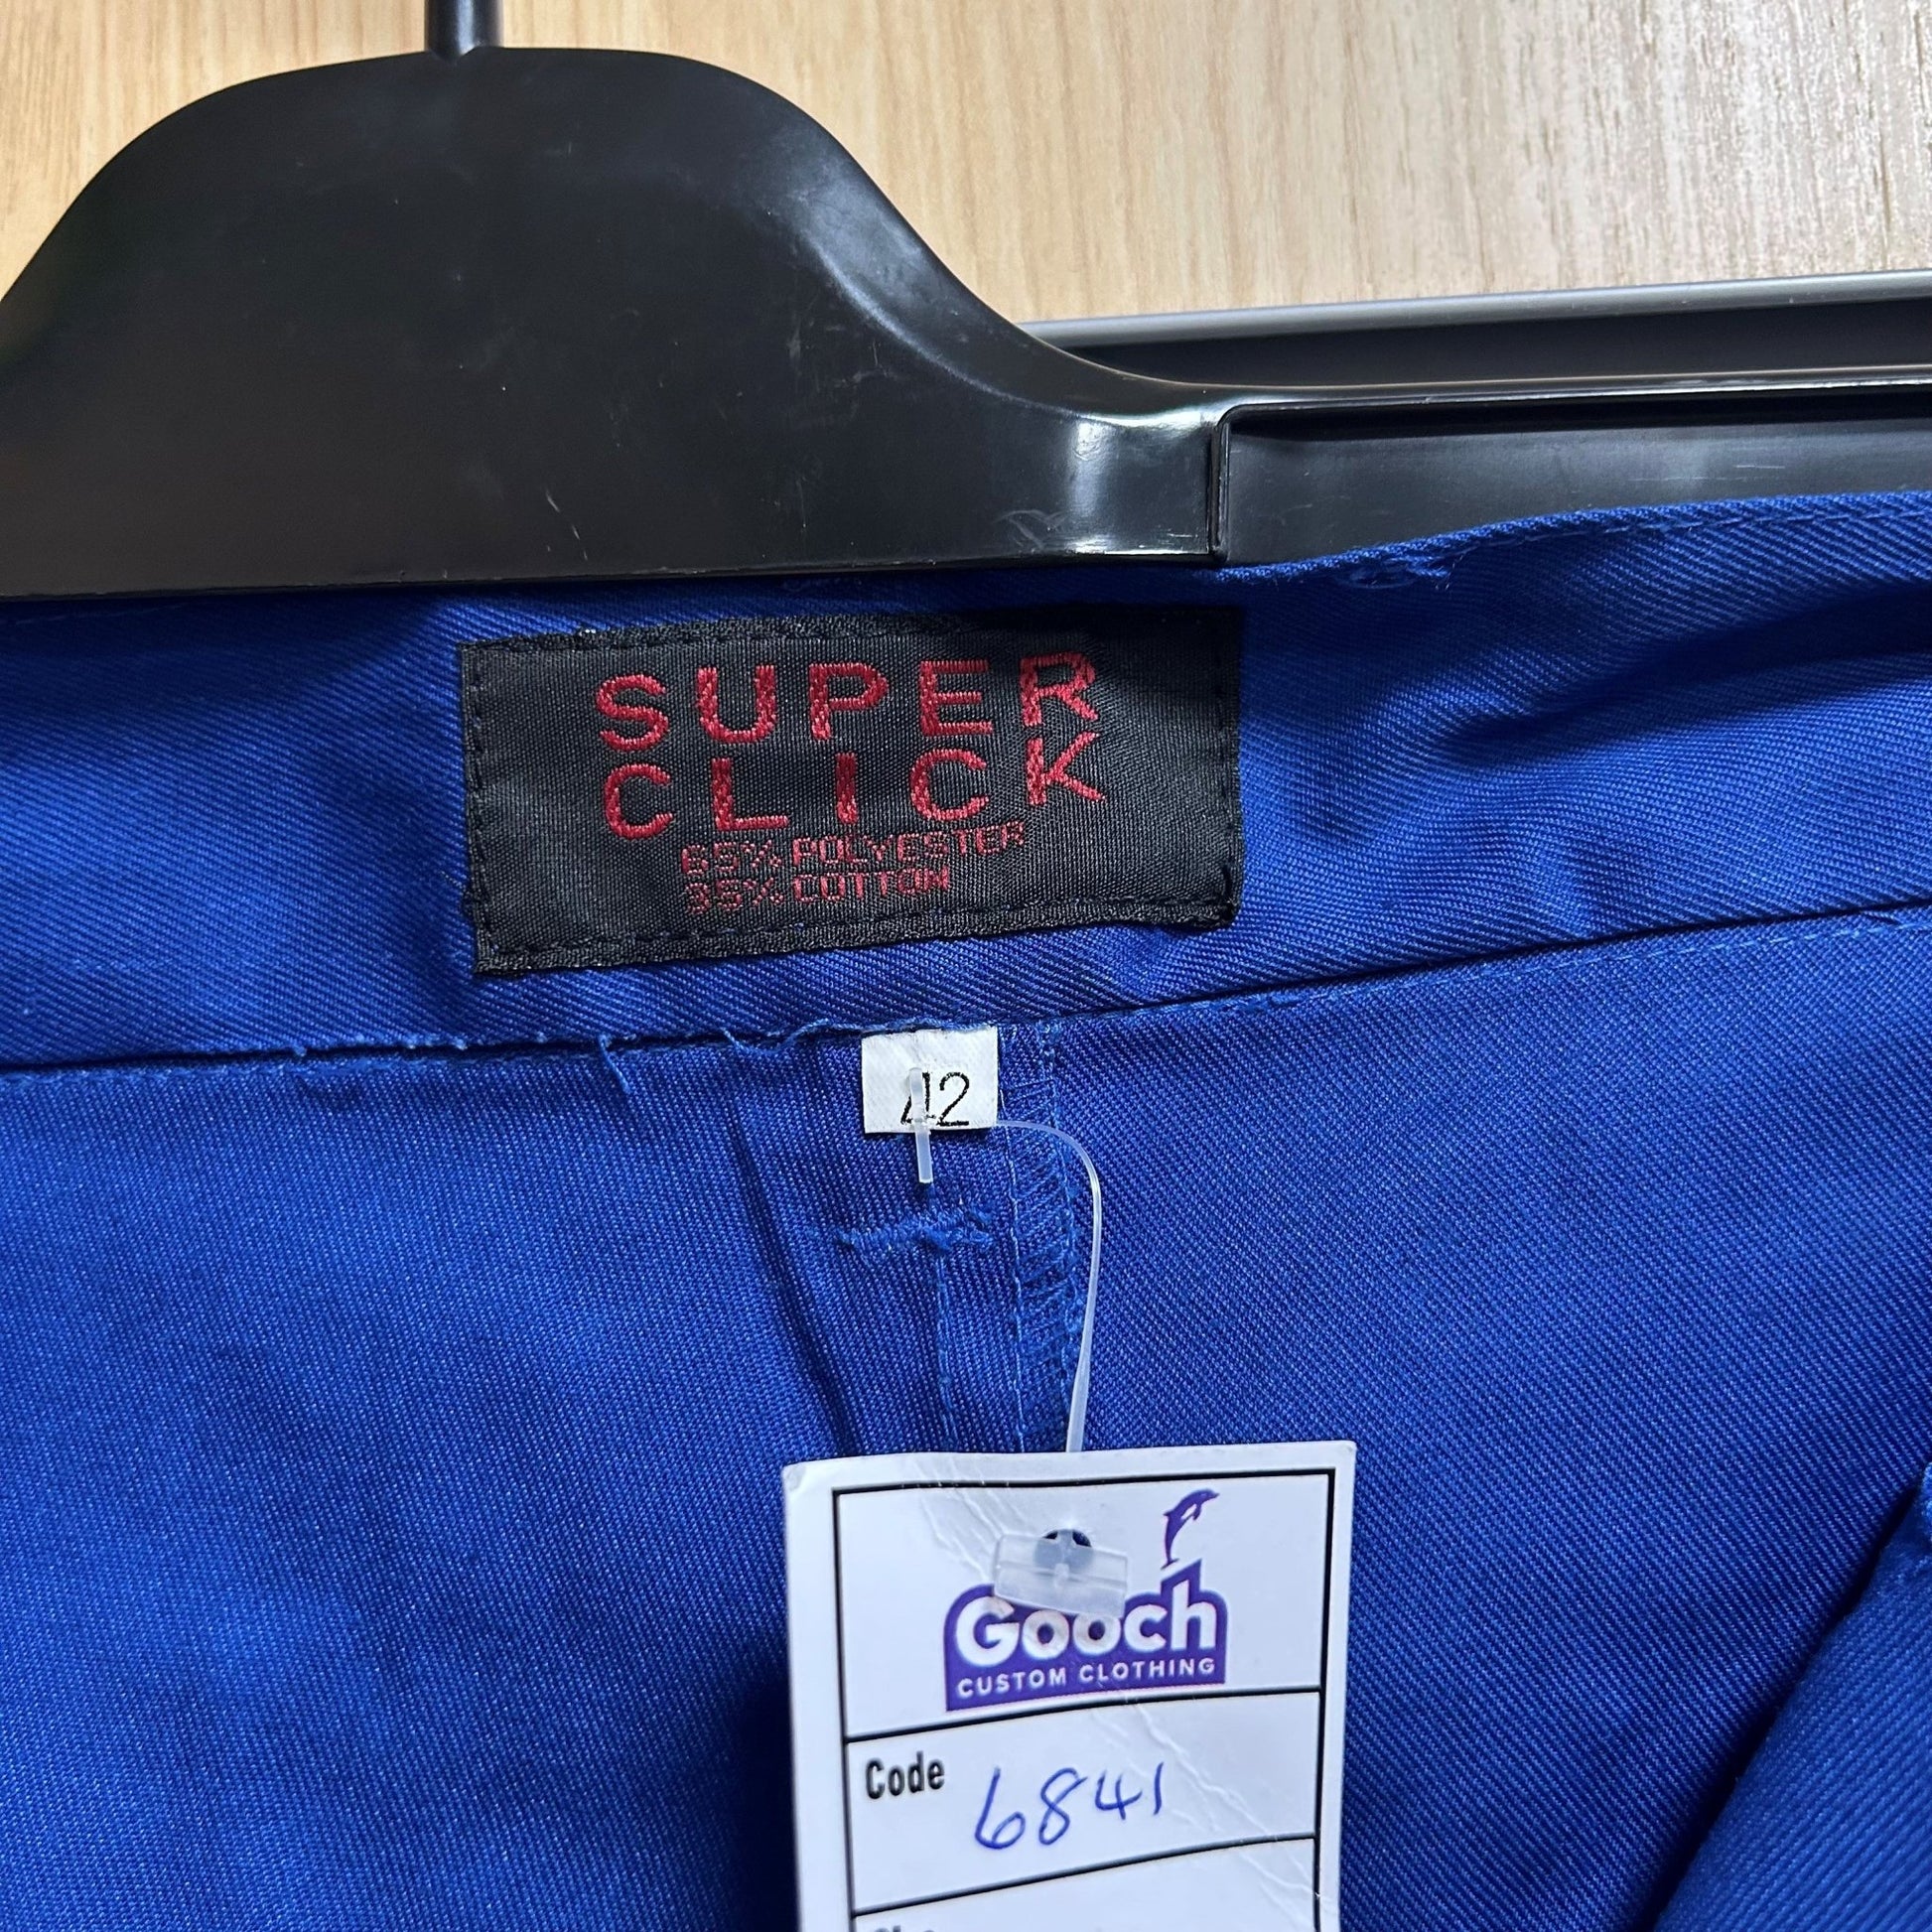 SUPER
CLICK
65% POLYESTER
35% COTTON
42
Gooch
CUSTOM CLOTHING
Code 6841